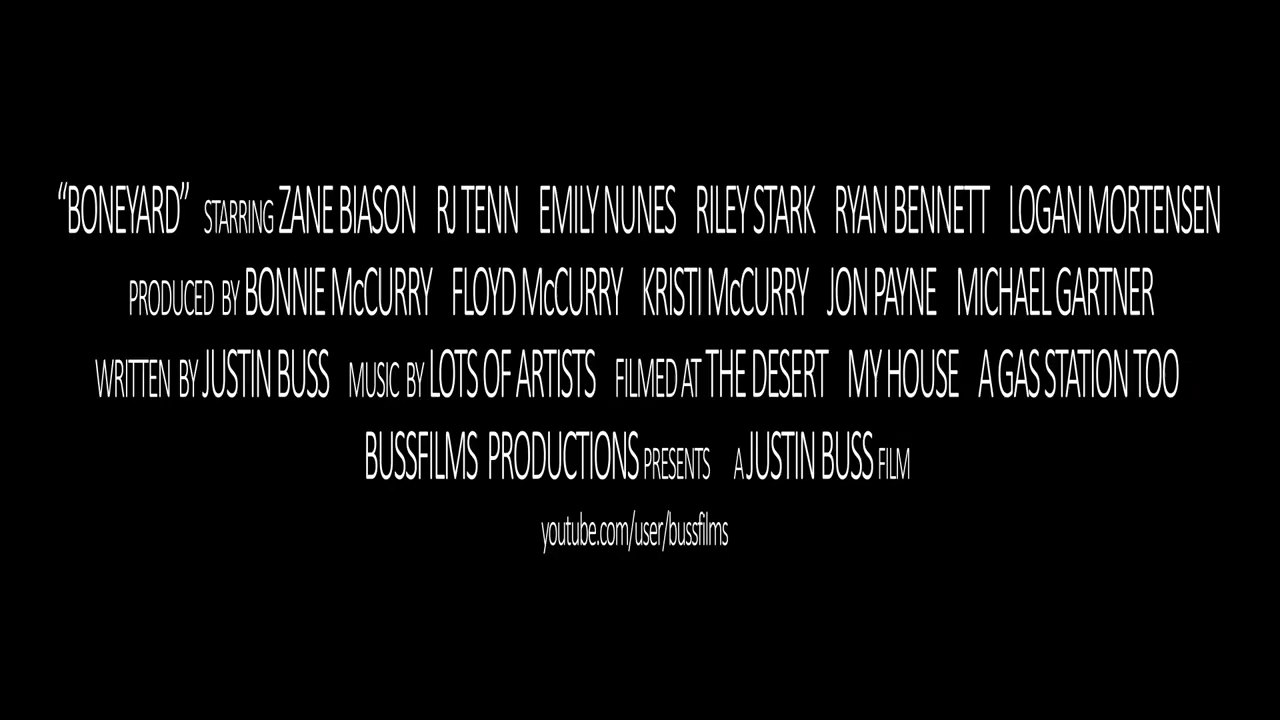 “BONEYARD” STARRING ZANE BIASON RJ TENN EMILY NUNES RILEY STARK RYAN BENNETT LOGAN MORTENSEN
PRODUCED BY BONNIE McCURRY FLOYD McCURRY KRISTI McCURRY JON PAYNE MICHAEL GARTNER
WRITTEN BY JUSTIN BUSS MUSIC BY LOTS OF ARTISTS FILMED AT THE DESERT MY HOUSE A GAS STATION TOO
BUSSFILMS PRODUCTIONS PRESENTS A JUSTIN BUSS FILM
youtube.com/user/bussfilms